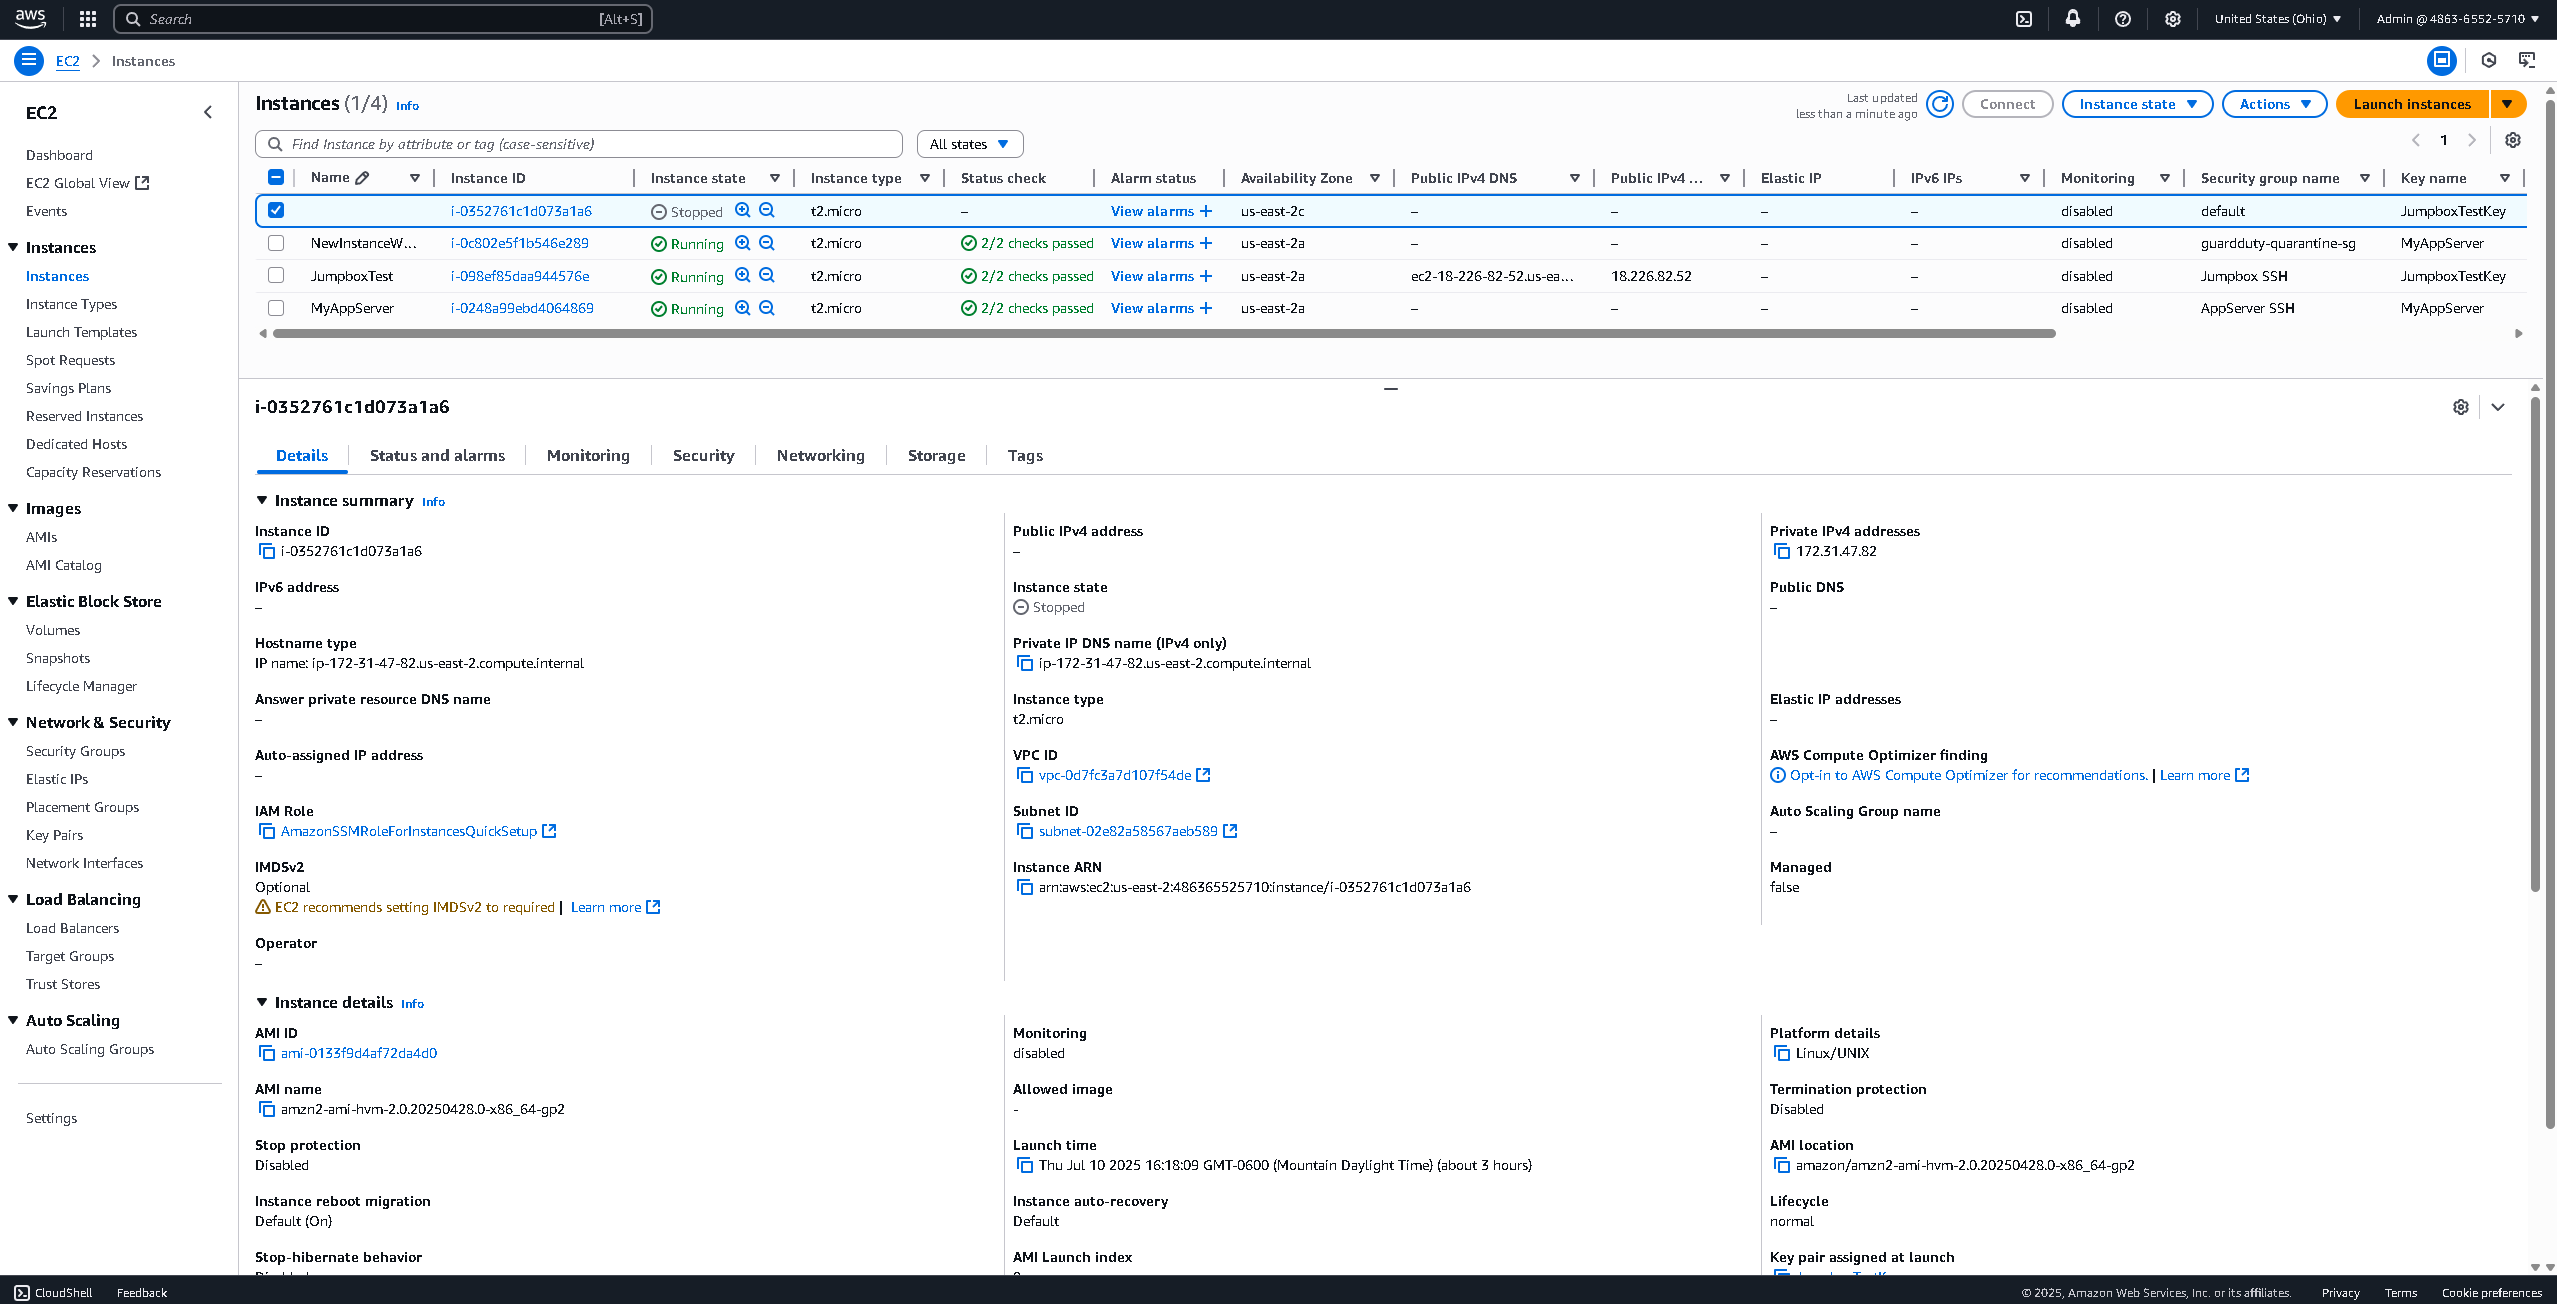 aws
Search [Alt+S]
United States (Ohio) Admin @ 4863-6552-5710
EC2 Instances
EC2
Dashboard
EC2 Global View
Events
Instances
Instances
Instance Types
Launch Templates
Spot Requests
Savings Plans
Reserved Instances
Dedicated Hosts
Capacity Reservations
Images
AMIs
AMI Catalog
Elastic Block Store
Volumes
Snapshots
Lifecycle Manager
Network & Security
Security Groups
Elastic IPs
Placement Groups
Key Pairs
Network Interfaces
Load Balancing
Load Balancers
Target Groups
Trust Stores
Auto Scaling
Auto Scaling Groups
Settings
Instances (1/4) Info
Last updated
less than a minute ago
Connect Instance state Actions Launch instances
Find Instance by attribute or tag (case-sensitive) All states 1
Name Instance ID Instance state Instance type Status check Alarm status Availability Zone Public IPv4 DNS Public IPv4 ... Elastic IP IPv6 IPs Monitoring Security group name Key name
i-0352761c1d073a1a6 Stopped t2.micro – View alarms + us-east-2c – – – – disabled default JumpboxTestKey
NewInstanceW... i-0c802e5f1b546e289 Running t2.micro 2/2 checks passed View alarms + us-east-2a – – – – disabled guardduty-quarantine-sg MyAppServer
JumpboxTest i-098ef85daa944576e Running t2.micro 2/2 checks passed View alarms + us-east-2a ec2-18-226-82-52.us-ea... 18.226.82.52 – – disabled Jumpbox SSH JumpboxTestKey
MyAppServer i-0248a99ebd4064869 Running t2.micro 2/2 checks passed View alarms + us-east-2a – – – – disabled AppServer SSH MyAppServer
i-0352761c1d073a1a6
Details Status and alarms Monitoring Security Networking Storage Tags
Instance summary Info
Instance ID
i-0352761c1d073a1a6
Public IPv4 address
–
Private IPv4 addresses
172.31.47.82
IPv6 address
–
Instance state
Stopped
Public DNS
–
Hostname type
IP name: ip-172-31-47-82.us-east-2.compute.internal
Private IP DNS name (IPv4 only)
ip-172-31-47-82.us-east-2.compute.internal
Answer private resource DNS name
–
Instance type
t2.micro
Elastic IP addresses
–
Auto-assigned IP address
–
VPC ID
vpc-0d7fc3a7d107f54de
AWS Compute Optimizer finding
Opt-in to AWS Compute Optimizer for recommendations. | Learn more
IAM Role
AmazonSSMRoleForInstancesQuickSetup
Subnet ID
subnet-02e82a58567aeb589
Auto Scaling Group name
–
IMDSv2
Optional
EC2 recommends setting IMDSv2 to required | Learn more
Instance ARN
arn:aws:ec2:us-east-2:486365525710:instance/i-0352761c1d073a1a6
Managed
false
Operator
–
Instance details Info
AMI ID
ami-0133f9d4af72da4d0
Monitoring
disabled
Platform details
Linux/UNIX
AMI name
amzn2-ami-hvm-2.0.20250428.0-x86_64-gp2
Allowed image
-
Termination protection
Disabled
Stop protection
Disabled
Launch time
Thu Jul 10 2025 16:18:09 GMT-0600 (Mountain Daylight Time) (about 3 hours)
AMI location
amazon/amzn2-ami-hvm-2.0.20250428.0-x86_64-gp2
Instance reboot migration
Default (On)
Instance auto-recovery
Default
Lifecycle
normal
Stop-hibernate behavior
AMI Launch index
Key pair assigned at launch
CloudShell Feedback © 2025, Amazon Web Services, Inc. or its affiliates. Privacy Terms Cookie preferences